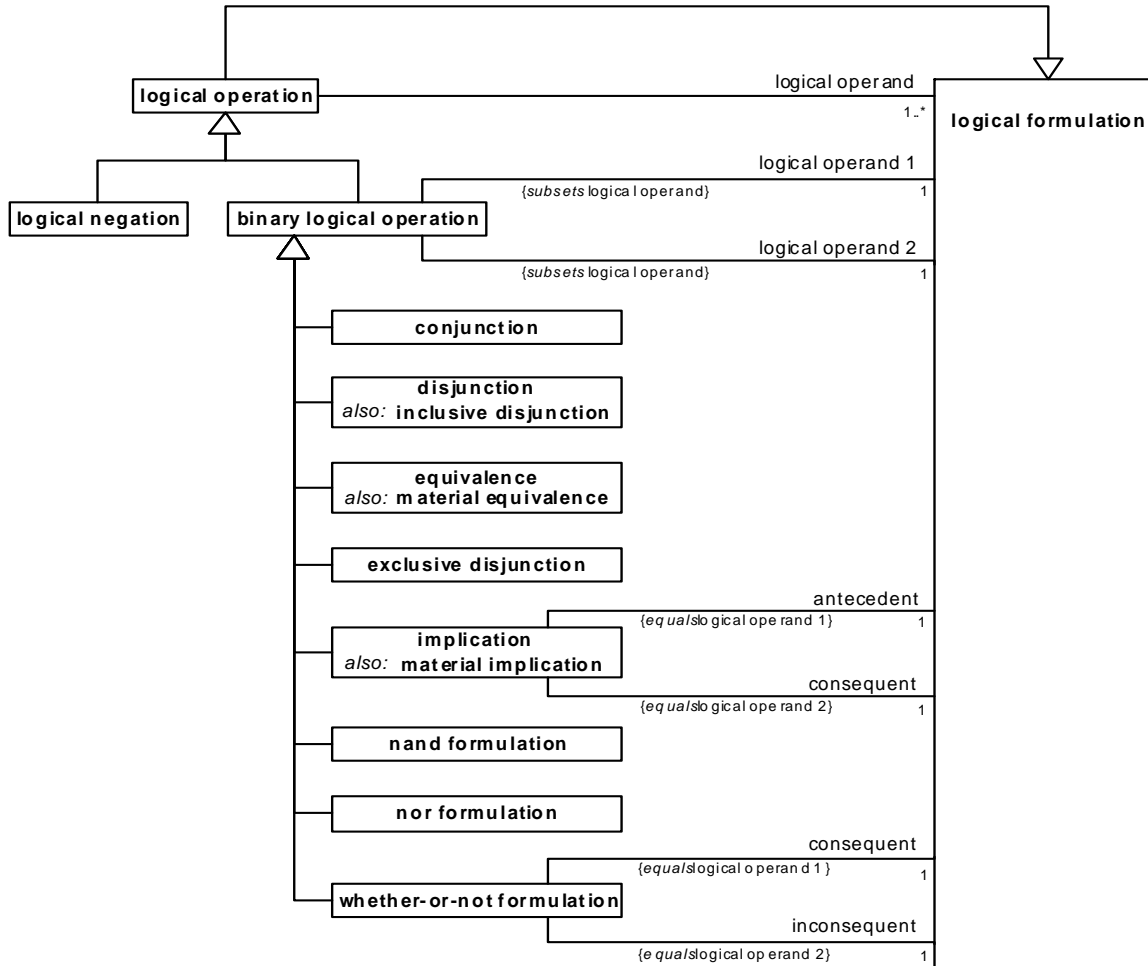 logical operation
logical operand
1..*
logical formulation
logical operand 1
{subsets logical operand}
1
logical negation
binary logical operation
logical operand 2
{subsets logical operand}
1
conjunction
disjunction
also: inclusive disjunction
equivalence
also: material equivalence
exclusive disjunction
antecedent
{equals logical operand 1}
1
implication
also: material implication
consequent
{equals logical operand 2}
1
nand formulation
nor formulation
consequent
{equals logical operand 1}
1
whether-or-not formulation
inconsequent
{equals logical operand 2}
1